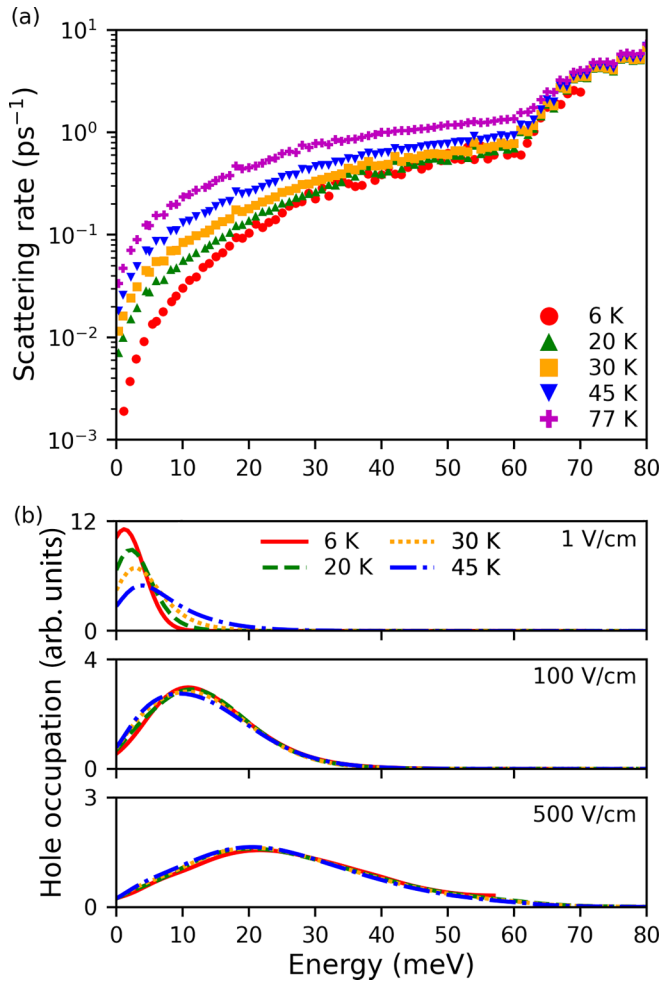 (a)
Scattering rate (ps⁻¹)
10¹
10⁰
10⁻¹
10⁻²
10⁻³
6 K
20 K
30 K
45 K
77 K
0 10 20 30 40 50 60 70 80
(b)
Hole occupation (arb. units)
12
0
6 K 30 K
20 K 45 K
1 V/cm
4
0
100 V/cm
3
0
500 V/cm
0 10 20 30 40 50 60 70 80
Energy (meV)